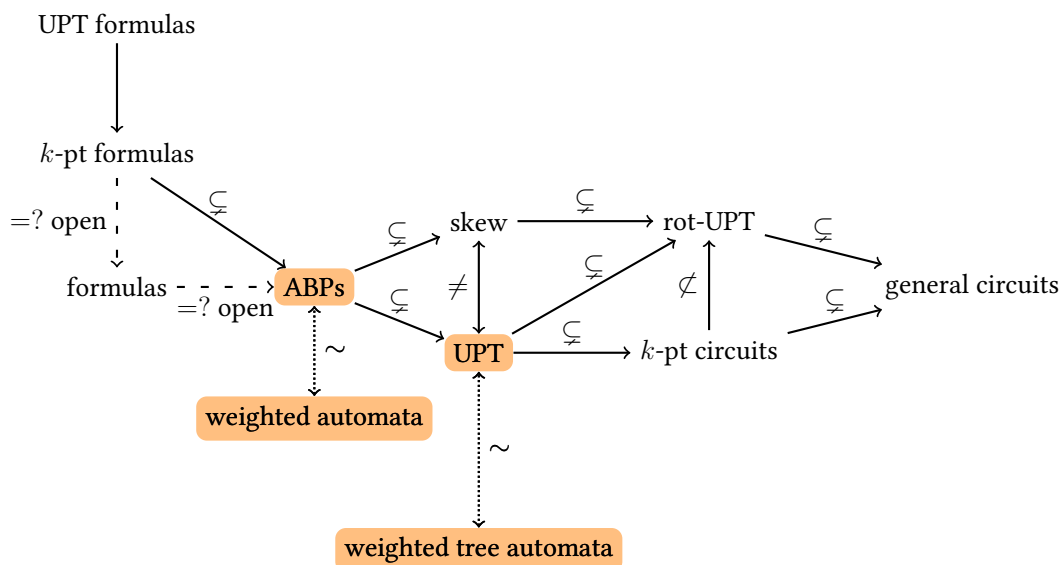 UPT formulas
k-pt formulas
⊊
=? open
skew
⊊
rot-UPT
⊊
⊊
⊊
formulas
=? open
ABPs
⊊
≠
⊄
general circuits
⊊
UPT
⊊
k-pt circuits
∼
weighted automata
∼
weighted tree automata